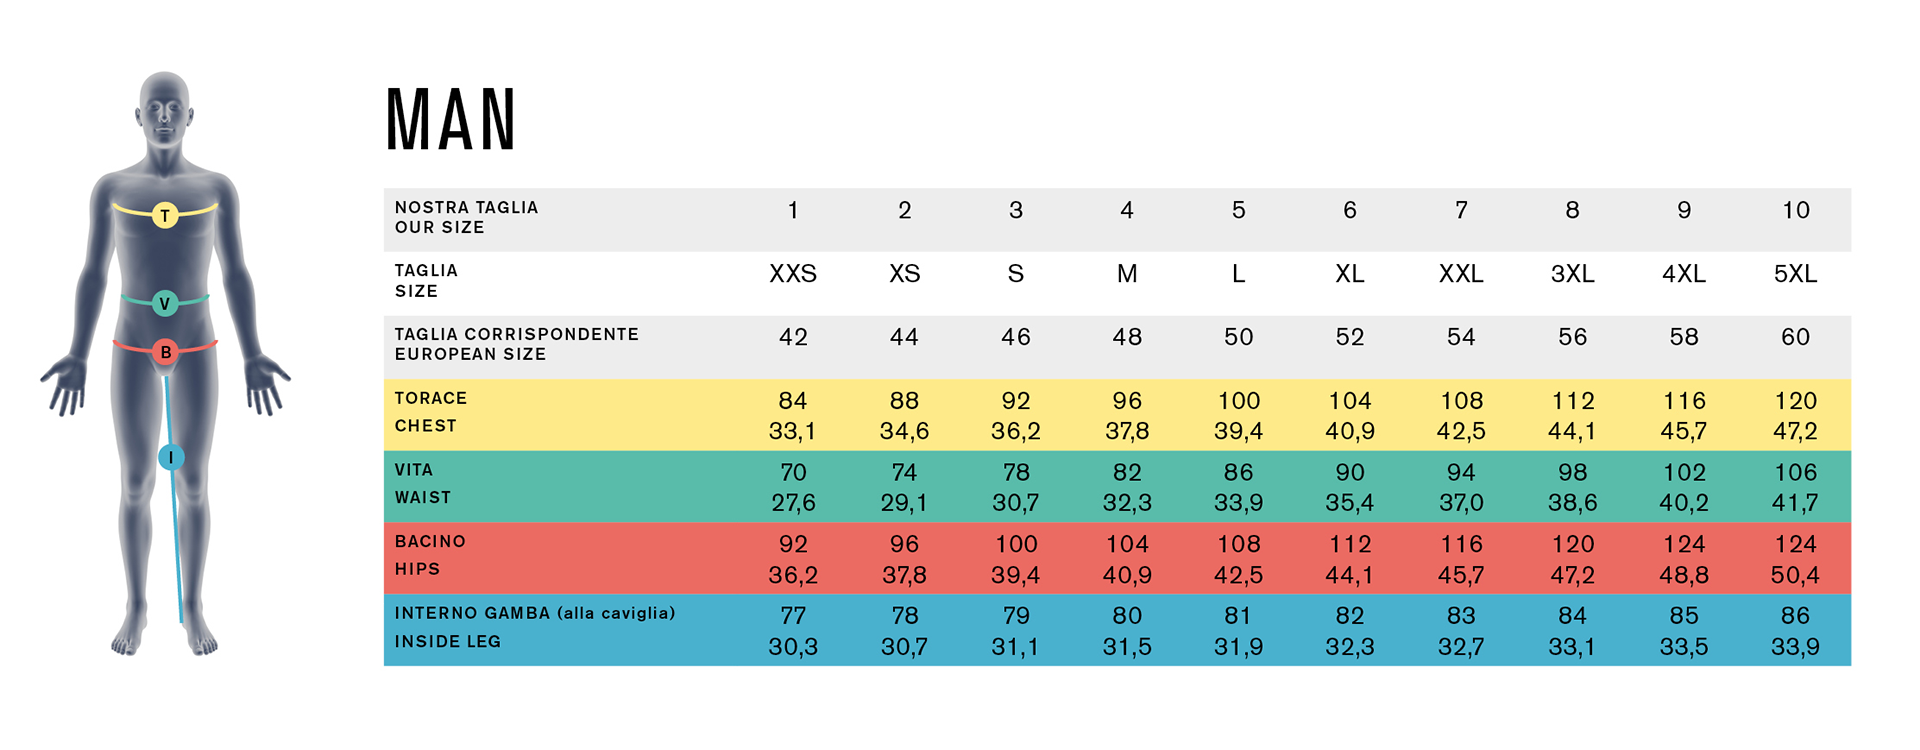 MAN
T
V
B
I
NOSTRA TAGLIA
OUR SIZE
1 2 3 4 5 6 7 8 9 10
TAGLIA
SIZE
XXS XS S M L XL XXL 3XL 4XL 5XL
TAGLIA CORRISPONDENTE
EUROPEAN SIZE
42 44 46 48 50 52 54 56 58 60
TORACE
84 88 92 96 100 104 108 112 116 120
CHEST
33,1 34,6 36,2 37,8 39,4 40,9 42,5 44,1 45,7 47,2
VITA
70 74 78 82 86 90 94 98 102 106
WAIST
27,6 29,1 30,7 32,3 33,9 35,4 37,0 38,6 40,2 41,7
BACINO
92 96 100 104 108 112 116 120 124 124
HIPS
36,2 37,8 39,4 40,9 42,5 44,1 45,7 47,2 48,8 50,4
INTERNO GAMBA (alla caviglia)
77 78 79 80 81 82 83 84 85 86
INSIDE LEG
30,3 30,7 31,1 31,5 31,9 32,3 32,7 33,1 33,5 33,9